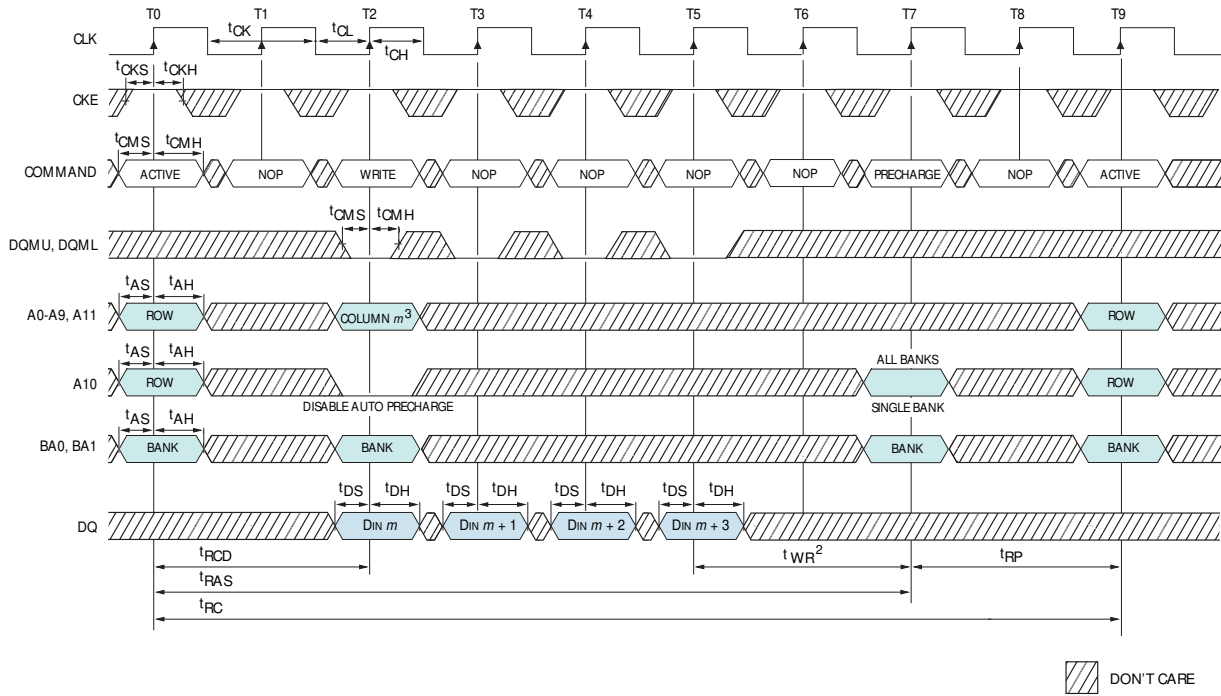 T0 T1 T2 T3 T4 T5 T6 T7 T8 T9
CLK tCK tCL tCH
tCKS tCKH
CKE
tCMS tCMH
COMMAND ACTIVE NOP WRITE NOP NOP NOP NOP PRECHARGE NOP ACTIVE
tCMS tCMH
DQMU, DQML
tAS tAH
A0-A9, A11 ROW COLUMN m³ ROW
tAS tAH ALL BANKS
A10 ROW ROW
DISABLE AUTO PRECHARGE SINGLE BANK
tAS tAH
BA0, BA1 BANK BANK BANK BANK
tDS tDH tDS tDH tDS tDH tDS tDH
DQ DIN m DIN m + 1 DIN m + 2 DIN m + 3
tRCD tWR² tRP
tRAS
tRC
DON'T CARE